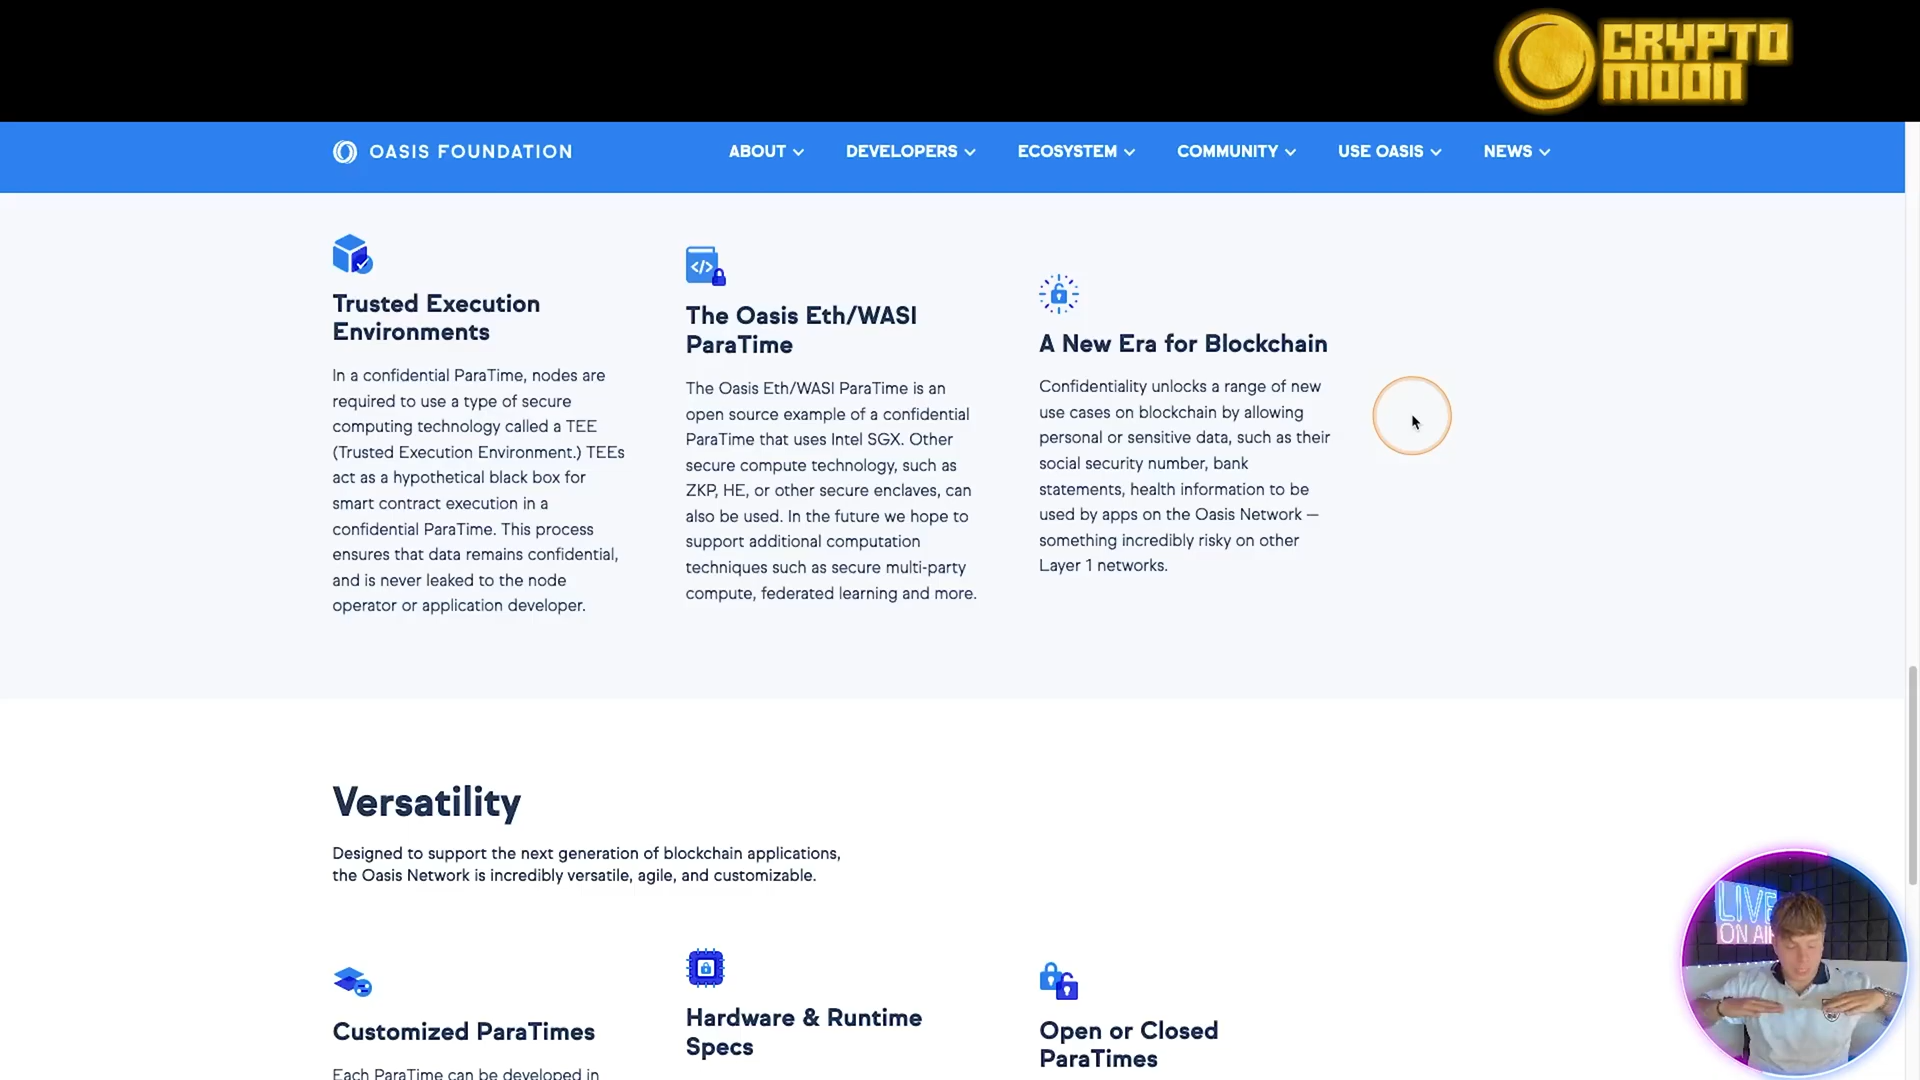 CRYPTO
MOON
OASIS FOUNDATION
ABOUT
DEVELOPERS
ECOSYSTEM
COMMUNITY
USE OASIS
NEWS
Trusted Execution
Environments
In a confidential ParaTime, nodes are
required to use a type of secure
computing technology called a TEE
(Trusted Execution Environment.) TEEs
act as a hypothetical black box for
smart contract execution in a
confidential ParaTime. This process
ensures that data remains confidential,
and is never leaked to the node
operator or application developer.
The Oasis Eth/WASI
ParaTime
The Oasis Eth/WASI ParaTime is an
open source example of a confidential
ParaTime that uses Intel SGX. Other
secure compute technology, such as
ZKP, HE, or other secure enclaves, can
also be used. In the future we hope to
support additional computation
techniques such as secure multi-party
compute, federated learning and more.
A New Era for Blockchain
Confidentiality unlocks a range of new
use cases on blockchain by allowing
personal or sensitive data, such as their
social security number, bank
statements, health information to be
used by apps on the Oasis Network —
something incredibly risky on other
Layer 1 networks.
Versatility
Designed to support the next generation of blockchain applications,
the Oasis Network is incredibly versatile, agile, and customizable.
Customized ParaTimes
Each ParaTime can be developed in
Hardware & Runtime
Specs
Open or Closed
ParaTimes
LIVE
ON AIR